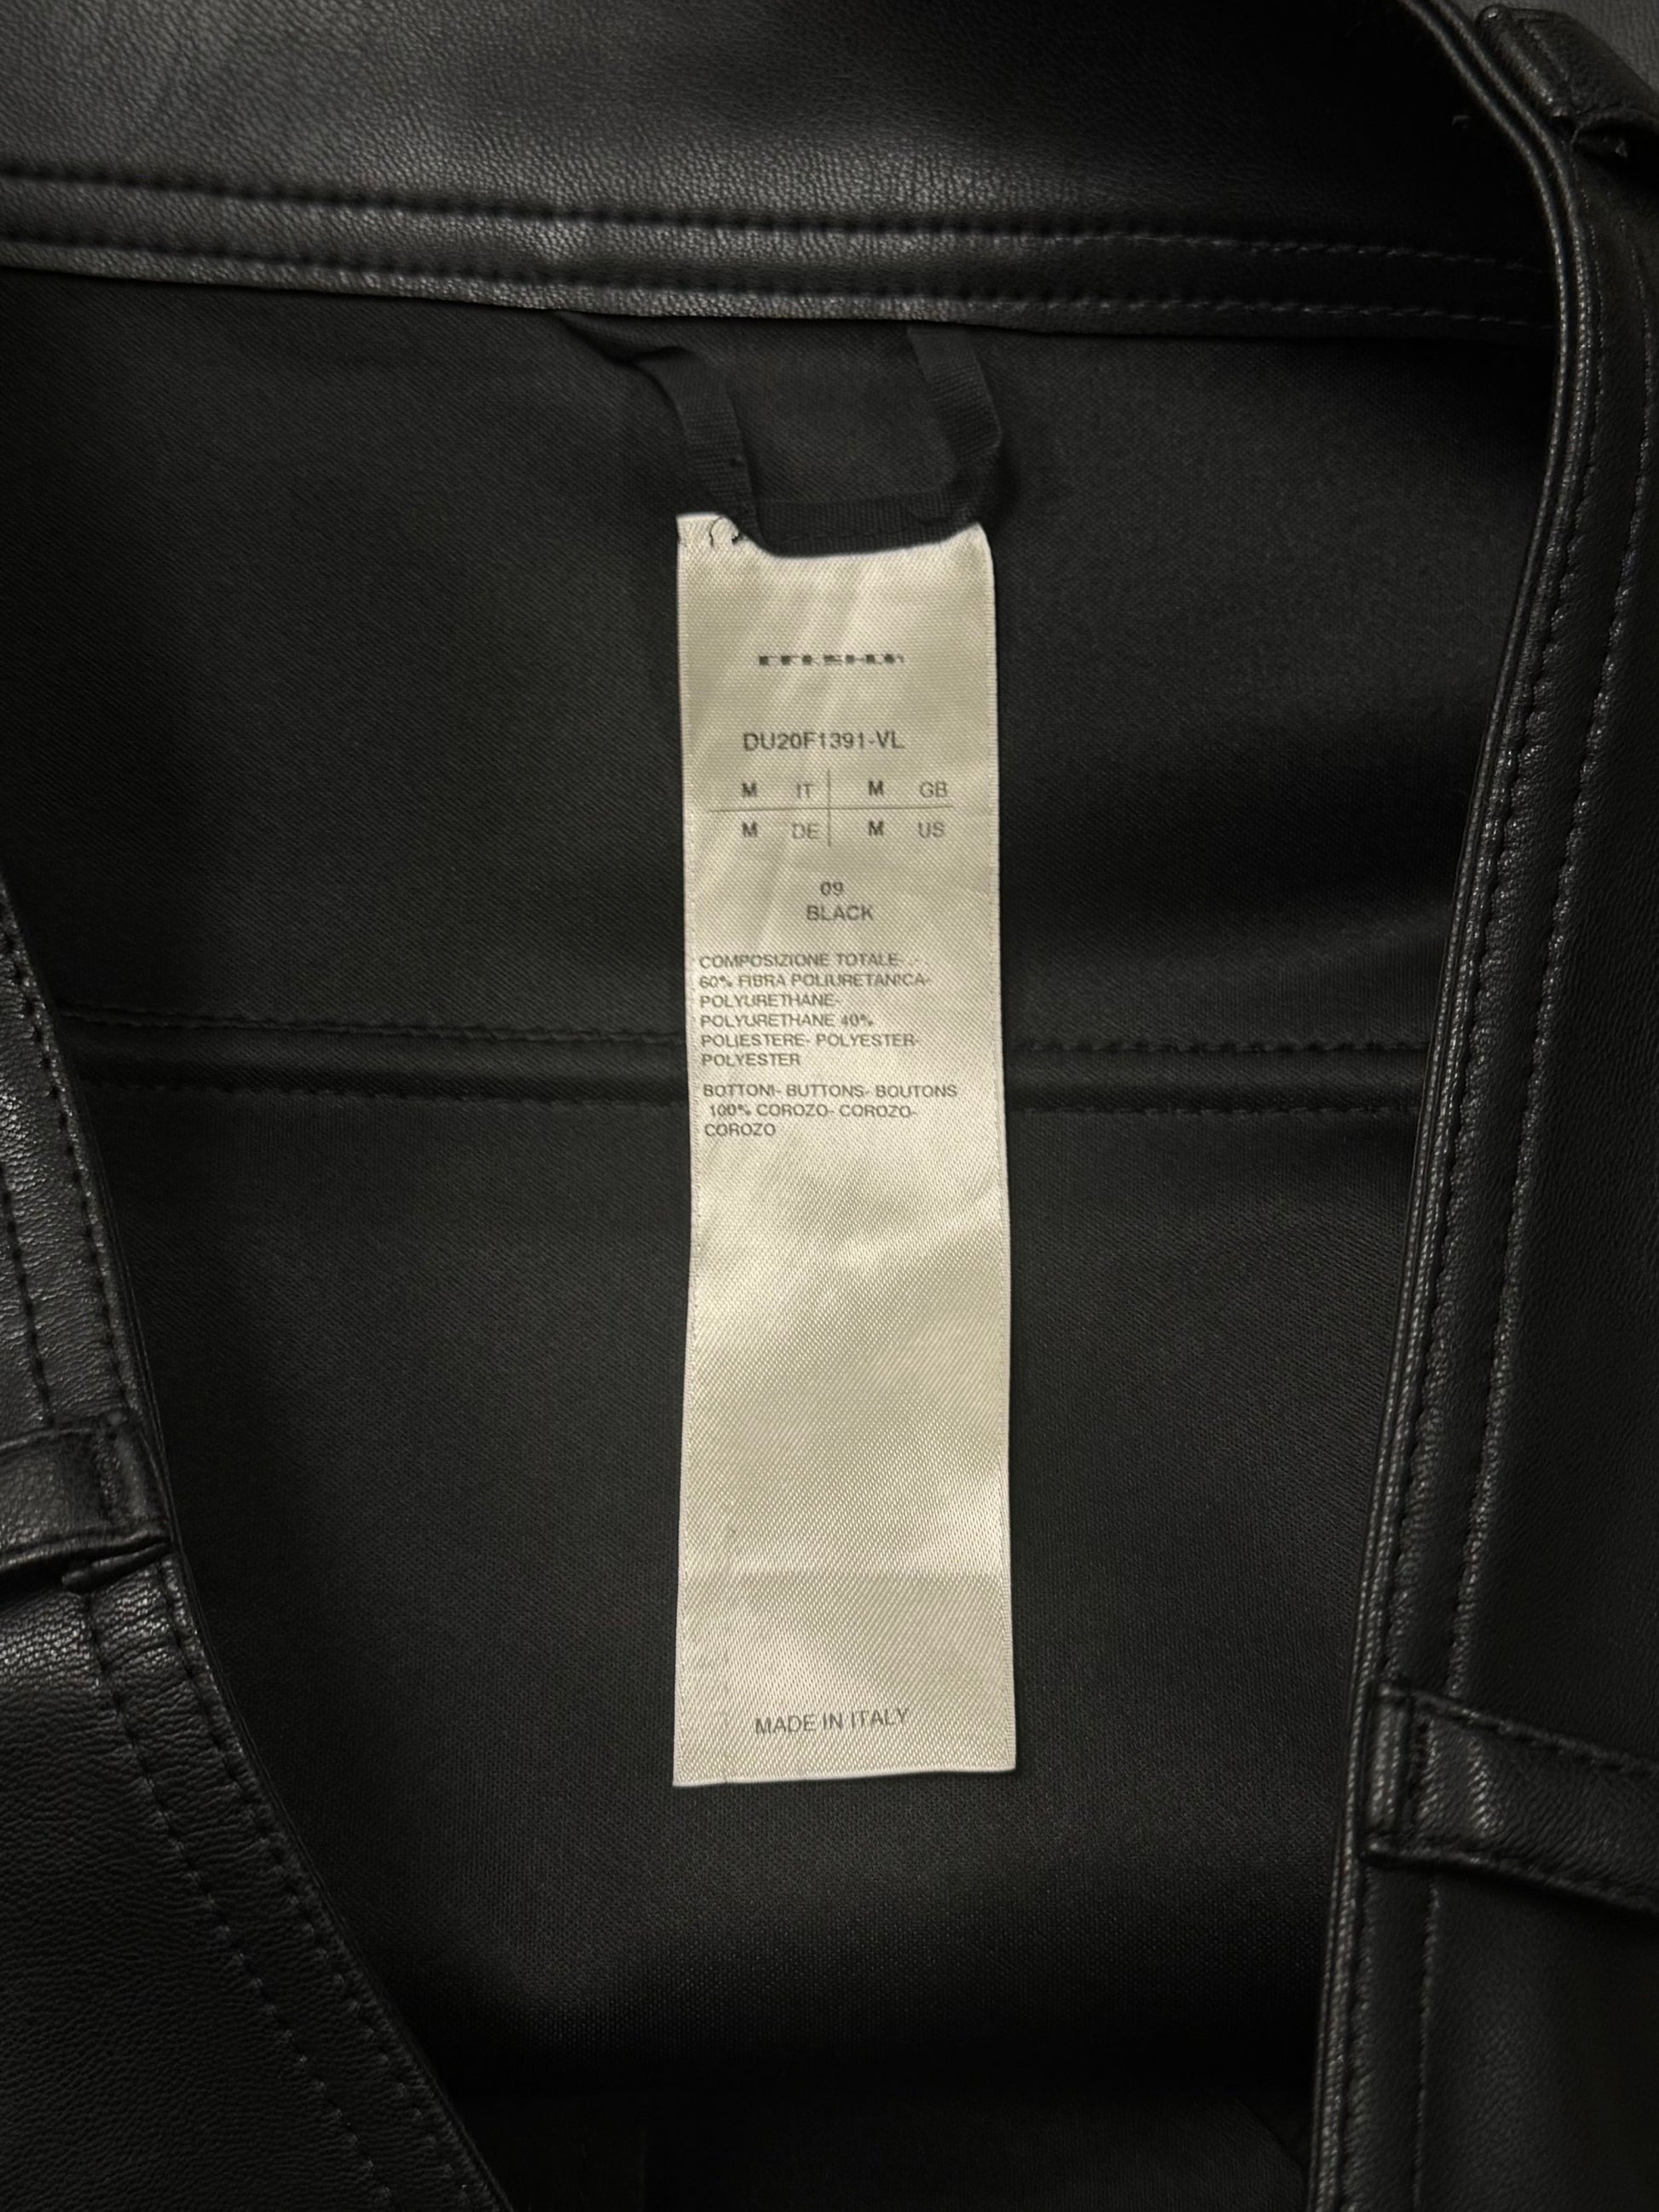 DU20F1391-VL
M IT M GB
M DE M US
09
BLACK
COMPOSIZIONE TOTALE- .-
60% FIBRA POLIURETANICA-
POLYURETHANE-
POLYURETHANE 40%
POLIESTERE- POLYESTER-
POLYESTER
BOTTONI- BUTTONS- BOUTONS
100% COROZO- COROZO-
COROZO
MADE IN ITALY